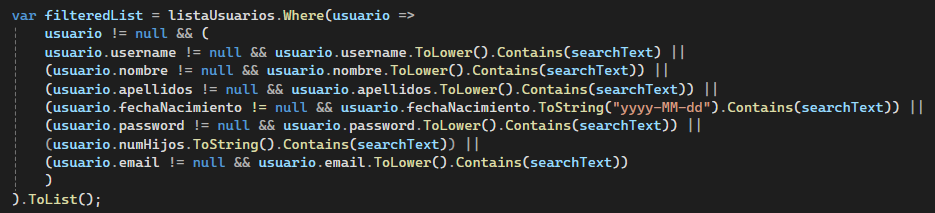 var filteredList = listaUsuarios.Where(usuario =>
    usuario != null && (
    usuario.username != null && usuario.username.ToLower().Contains(searchText) ||
    (usuario.nombre != null && usuario.nombre.ToLower().Contains(searchText)) ||
    (usuario.apellidos != null && usuario.apellidos.ToLower().Contains(searchText)) ||
    (usuario.fechaNacimiento != null && usuario.fechaNacimiento.ToString("yyyy-MM-dd").Contains(searchText)) ||
    (usuario.password != null && usuario.password.ToLower().Contains(searchText)) ||
    (usuario.numHijos.ToString().Contains(searchText)) ||
    (usuario.email != null && usuario.email.ToLower().Contains(searchText))
    )
).ToList();